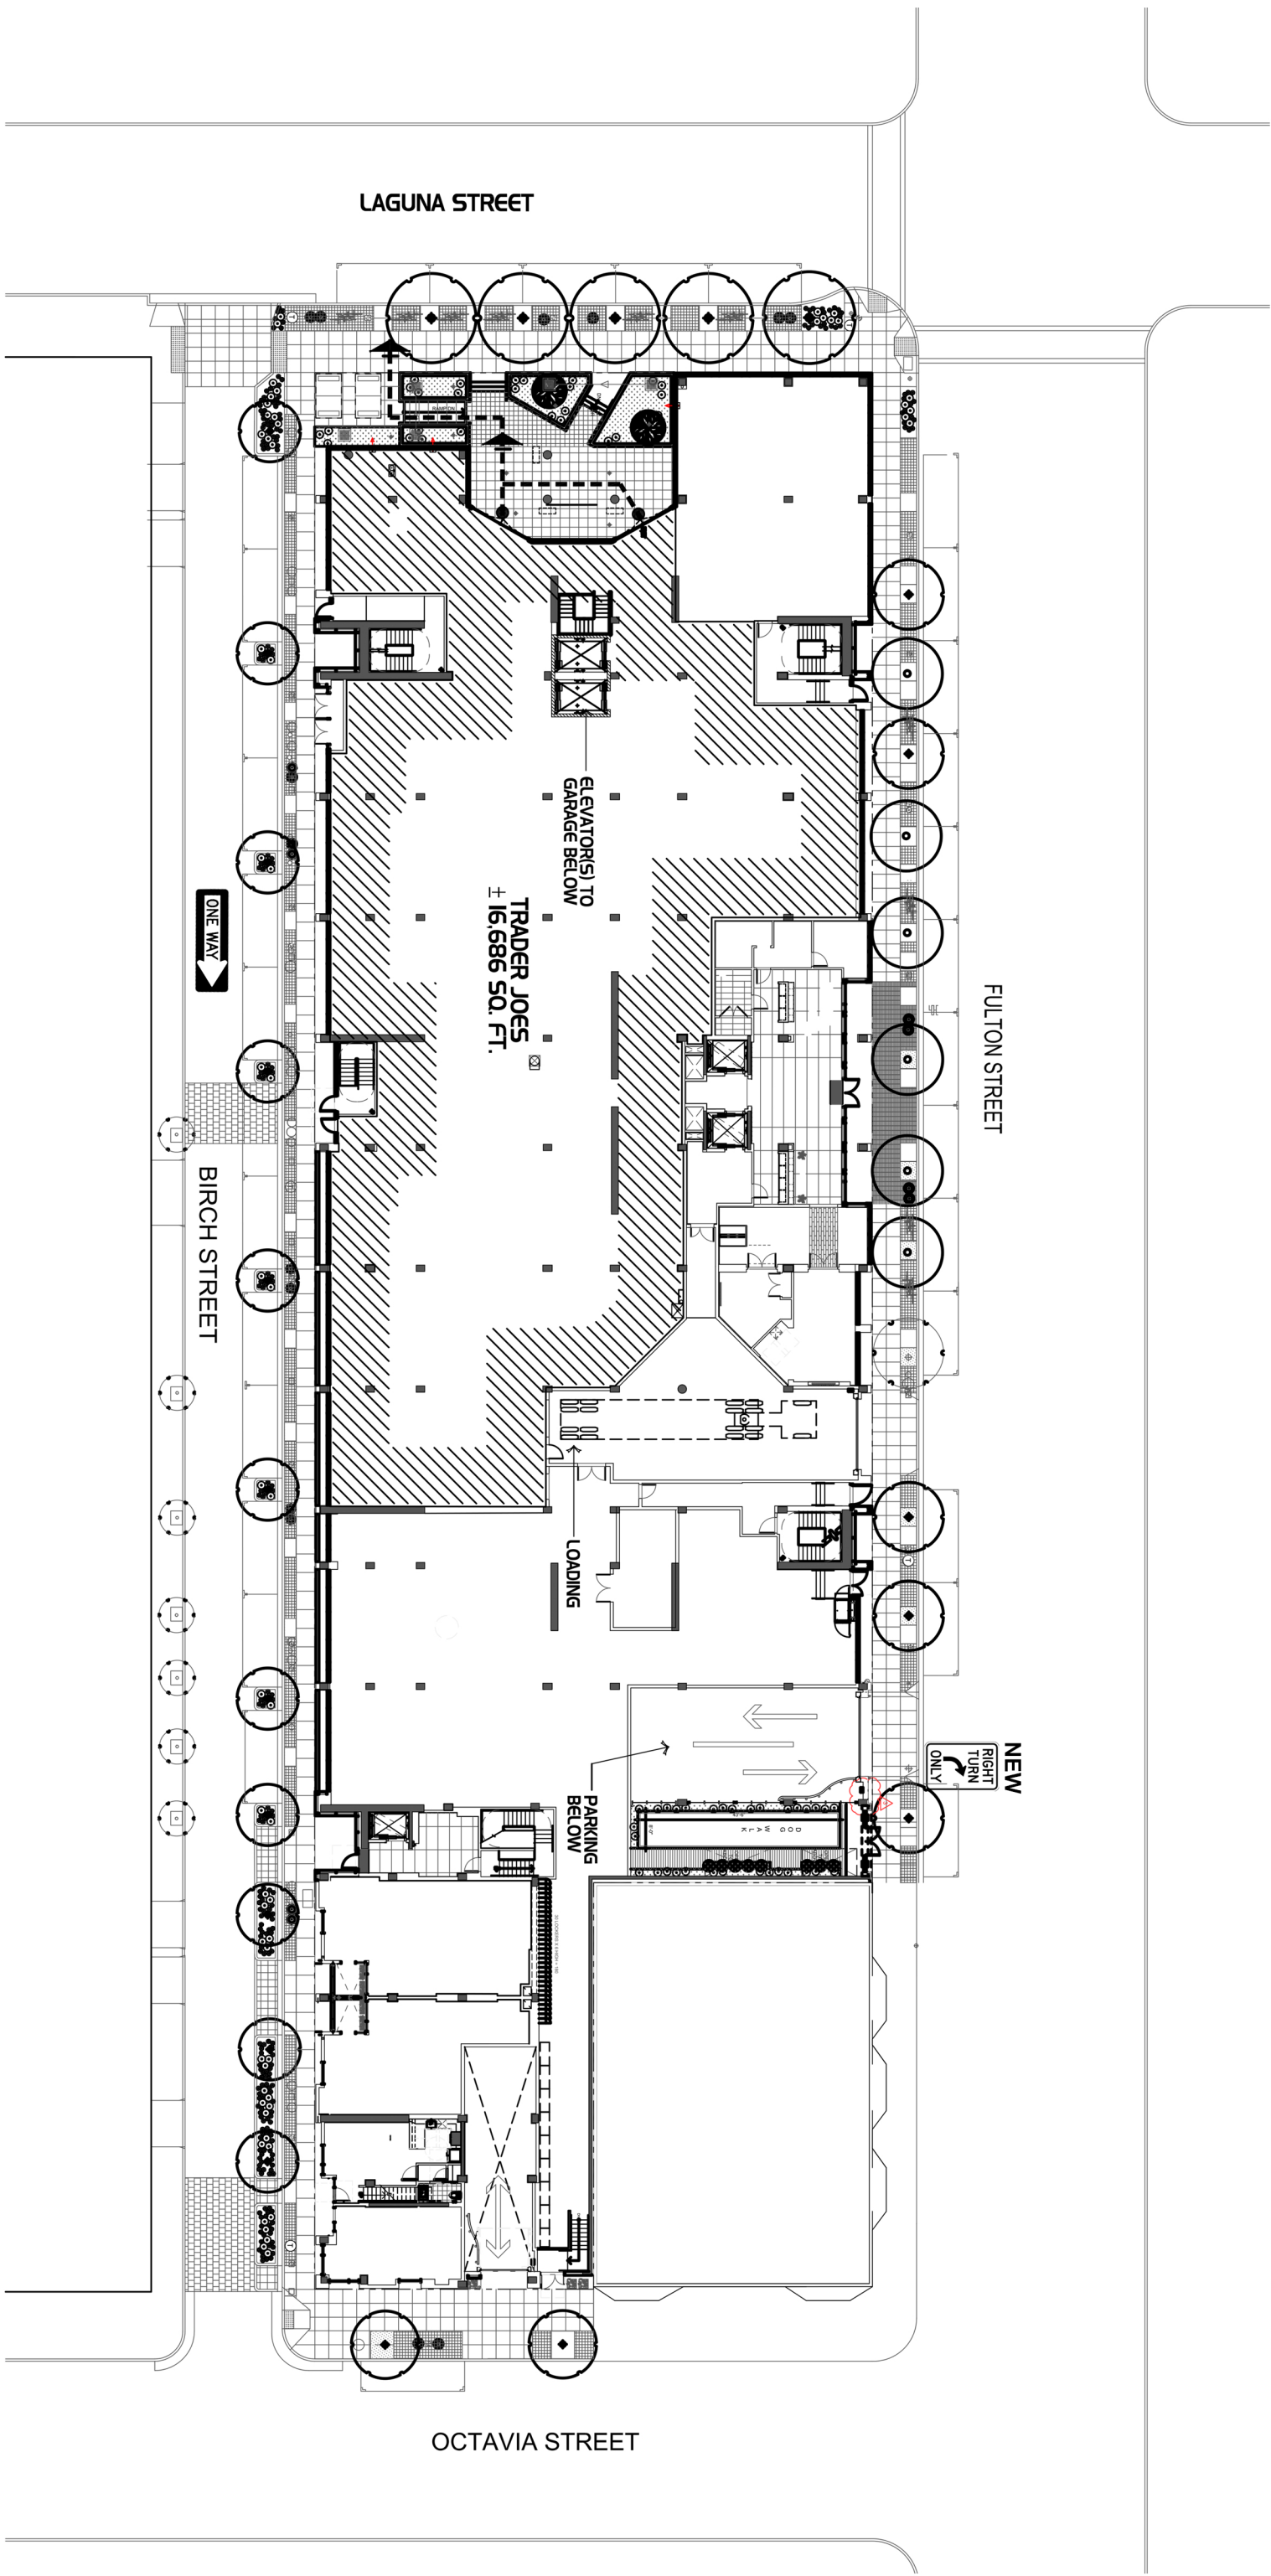 LAGUNA STREET
ELEVATOR(S) TO
GARAGE BELOW
TRADER JOES
± 16,686 SQ. FT.
ONE WAY
FULTON STREET
BIRCH STREET
LOADING
NEW
RIGHT
TURN
ONLY
PARKING
BELOW
DOG
WALK
OCTAVIA STREET